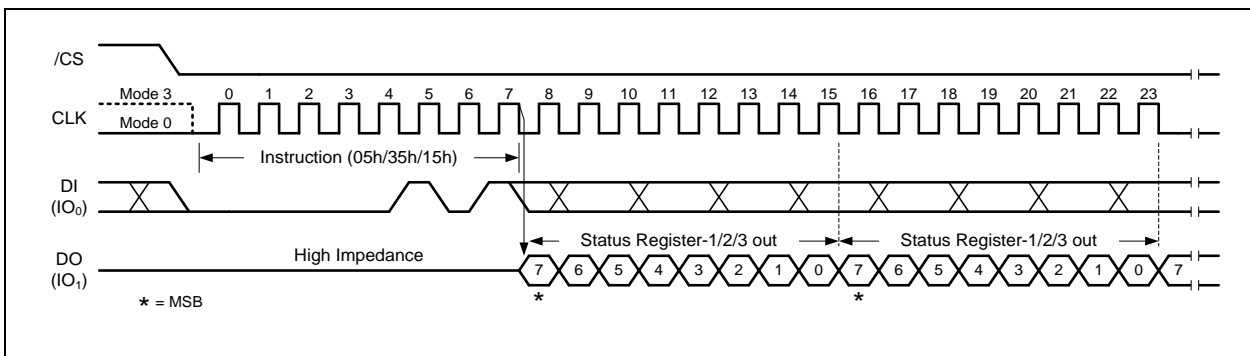 /CS
Mode 3
0 1 2 3 4 5 6 7 8 9 10 11 12 13 14 15 16 17 18 19 20 21 22 23
CLK
Mode 0
Instruction (05h/35h/15h)
DI
(IO₀)
Status Register-1/2/3 out Status Register-1/2/3 out
High Impedance
DO
(IO₁)
7 6 5 4 3 2 1 0 7 6 5 4 3 2 1 0 7
* *
* = MSB